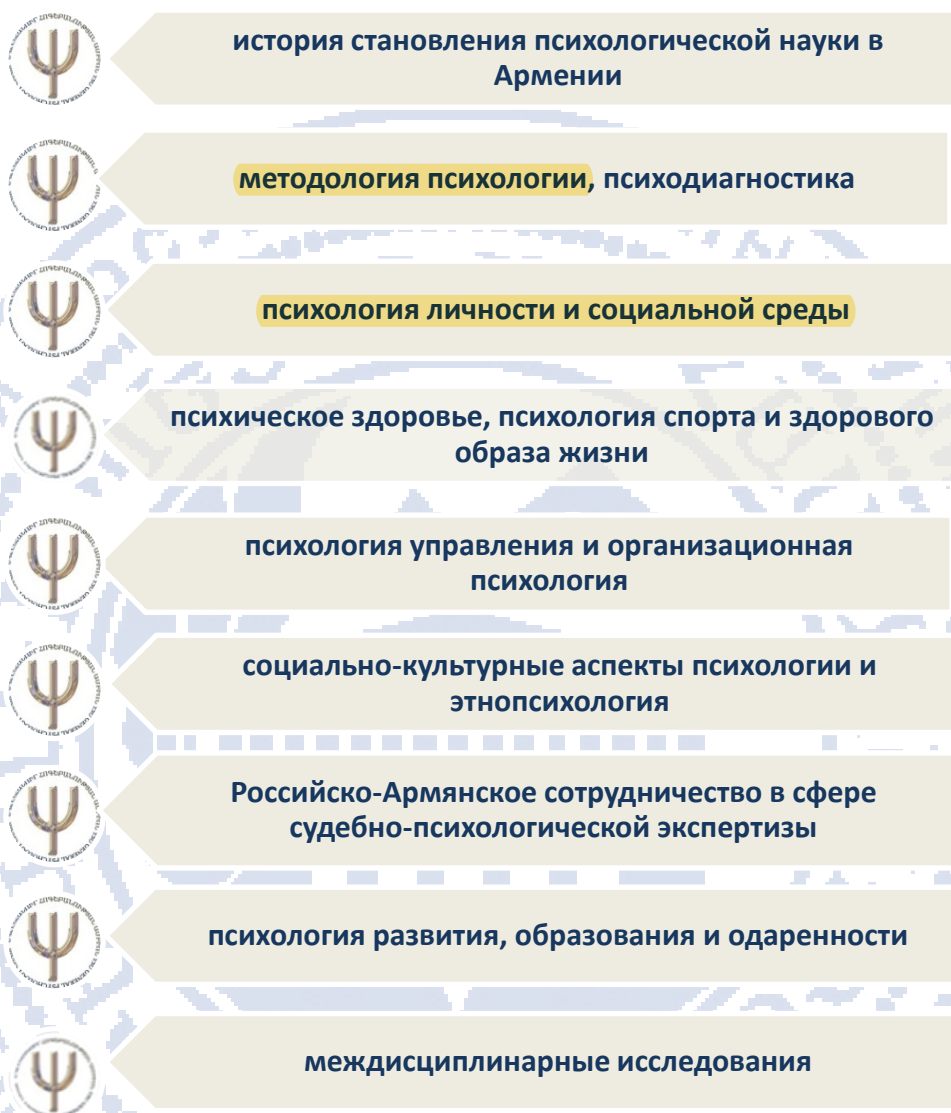 история становления психологической науки в
Армении
методология психологии, психодиагностика
психология личности и социальной среды
психическое здоровье, психология спорта и здорового
образа жизни
психология управления и организационная
психология
социально-культурные аспекты психологии и
этнопсихология
Российско-Армянское сотрудничество в сфере
судебно-психологической экспертизы
психология развития, образования и одаренности
междисциплинарные исследования